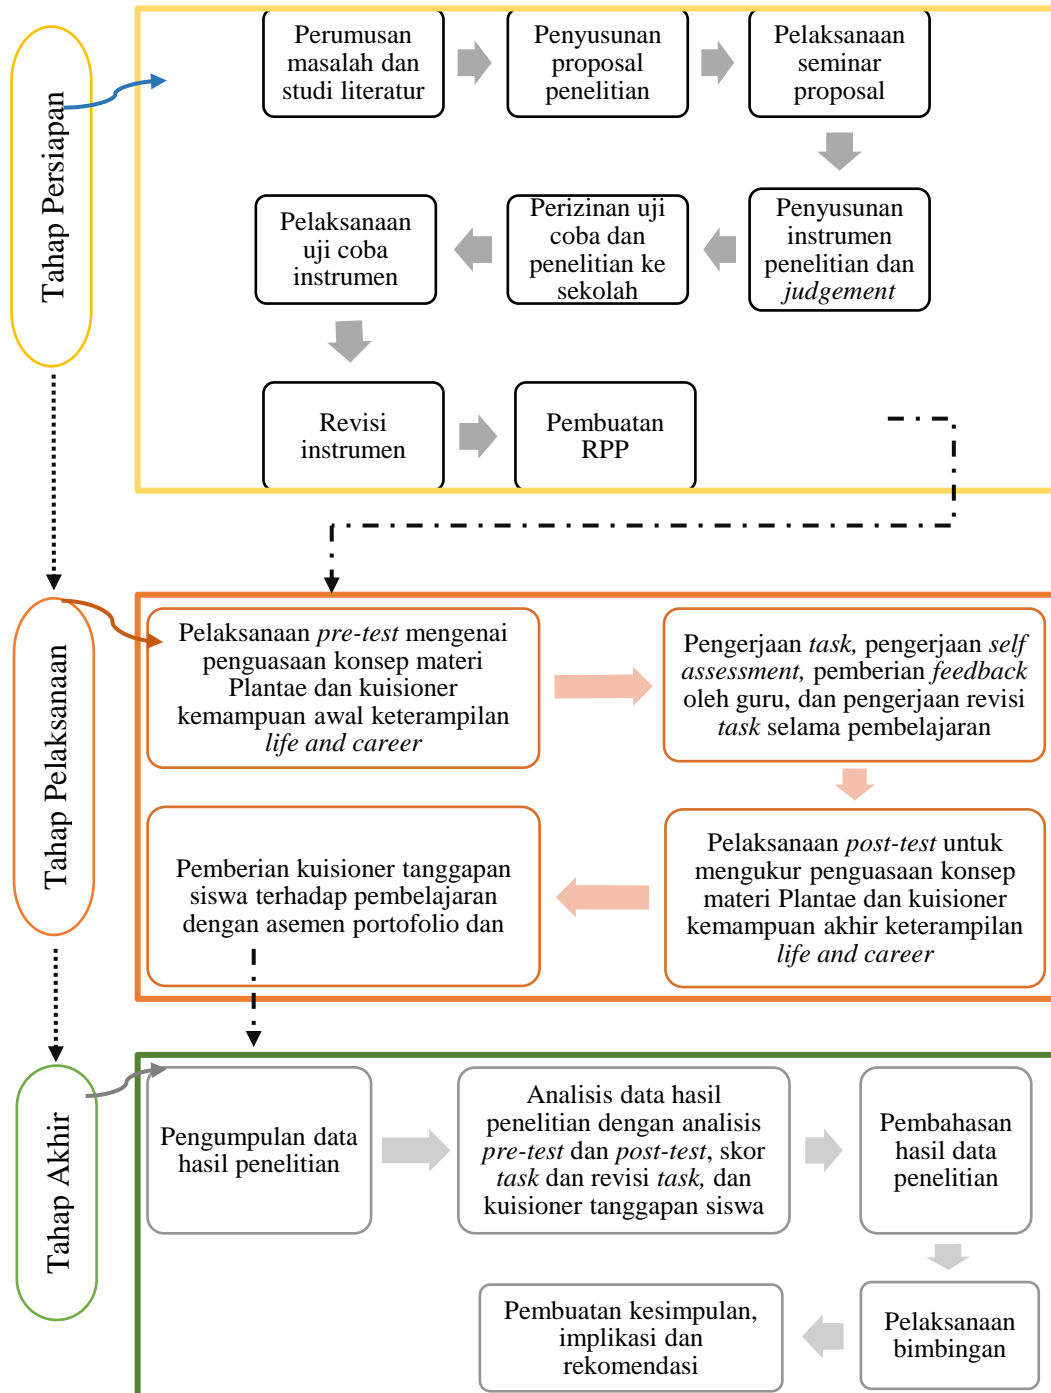 Tahap Persiapan
Perumusan
masalah dan
studi literatur
Penyusunan
proposal
penelitian
Pelaksanaan
seminar
proposal
Penyusunan
instrumen
penelitian dan
judgement
Perizinan uji
coba dan
penelitian ke
sekolah
Pelaksanaan
uji coba
instrumen
Revisi
instrumen
Pembuatan
RPP
Tahap Pelaksanaan
Pelaksanaan pre-test mengenai
penguasaan konsep materi
Plantae dan kuisioner
kemampuan awal keterampilan
life and career
Pengerjaan task, pengerjaan self
assessment, pemberian feedback
oleh guru, dan pengerjaan revisi
task selama pembelajaran
Pelaksanaan post-test untuk
mengukur penguasaan konsep
materi Plantae dan kuisioner
kemampuan akhir keterampilan
life and career
Pemberian kuisioner tanggapan
siswa terhadap pembelajaran
dengan asemen portofolio dan
Tahap Akhir
Pengumpulan data
hasil penelitian
Analisis data hasil
penelitian dengan analisis
pre-test dan post-test, skor
task dan revisi task, dan
kuisioner tanggapan siswa
Pembahasan
hasil data
penelitian
Pelaksanaan
bimbingan
Pembuatan kesimpulan,
implikasi dan
rekomendasi